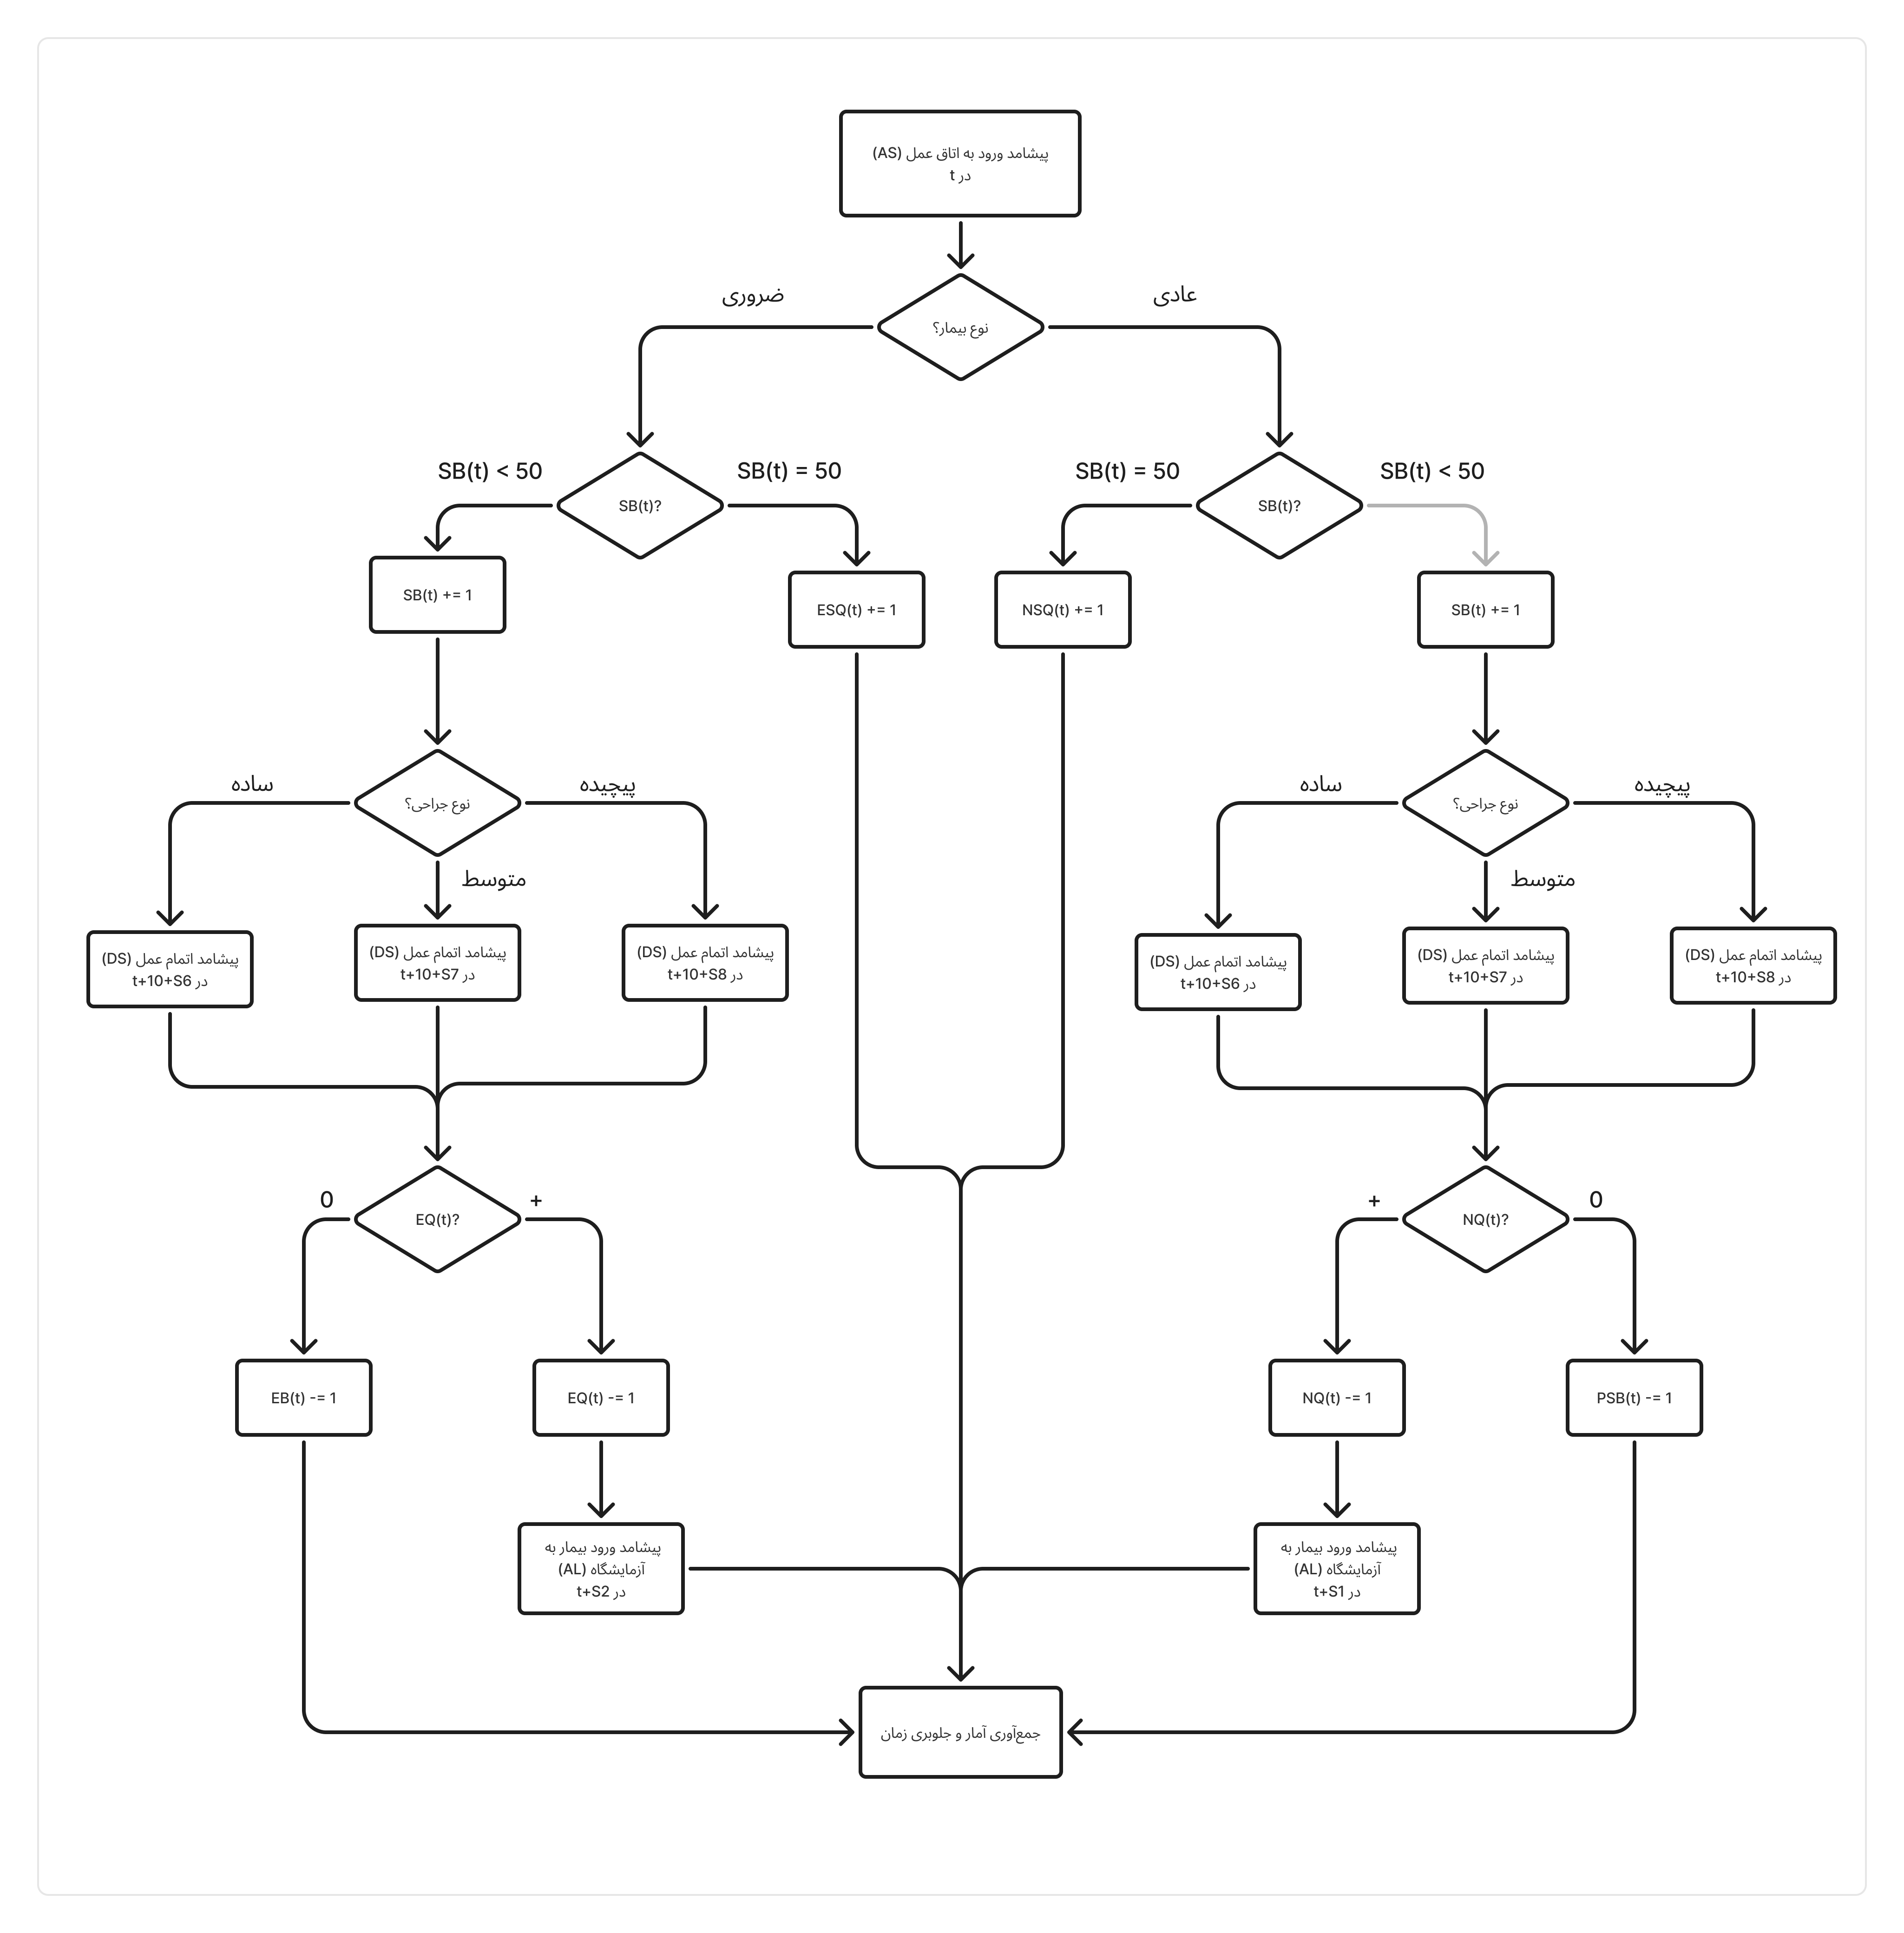 پیشامد ورود به اتاق عمل (AS)
در t
نوع بیمار؟
ضروری
عادی
SB(t) < 50
SB(t)?
SB(t) = 50
SB(t) = 50
SB(t)?
SB(t) < 50
SB(t) += 1
ESQ(t) += 1
NSQ(t) += 1
SB(t) += 1
ساده
نوع جراحی؟
پیچیده
متوسط
ساده
نوع جراحی؟
پیچیده
متوسط
پیشامد اتمام عمل (DS)
در t+10+S6
پیشامد اتمام عمل (DS)
در t+10+S7
پیشامد اتمام عمل (DS)
در t+10+S8
پیشامد اتمام عمل (DS)
در t+10+S6
پیشامد اتمام عمل (DS)
در t+10+S7
پیشامد اتمام عمل (DS)
در t+10+S8
0
EQ(t)?
+
+
NQ(t)?
0
EB(t) -= 1
EQ(t) -= 1
NQ(t) -= 1
PSB(t) -= 1
پیشامد ورود بیمار به
آزمایشگاه (AL)
در t+S2
پیشامد ورود بیمار به
آزمایشگاه (AL)
در t+S1
جمع‌آوری آمار و جلوبری زمان